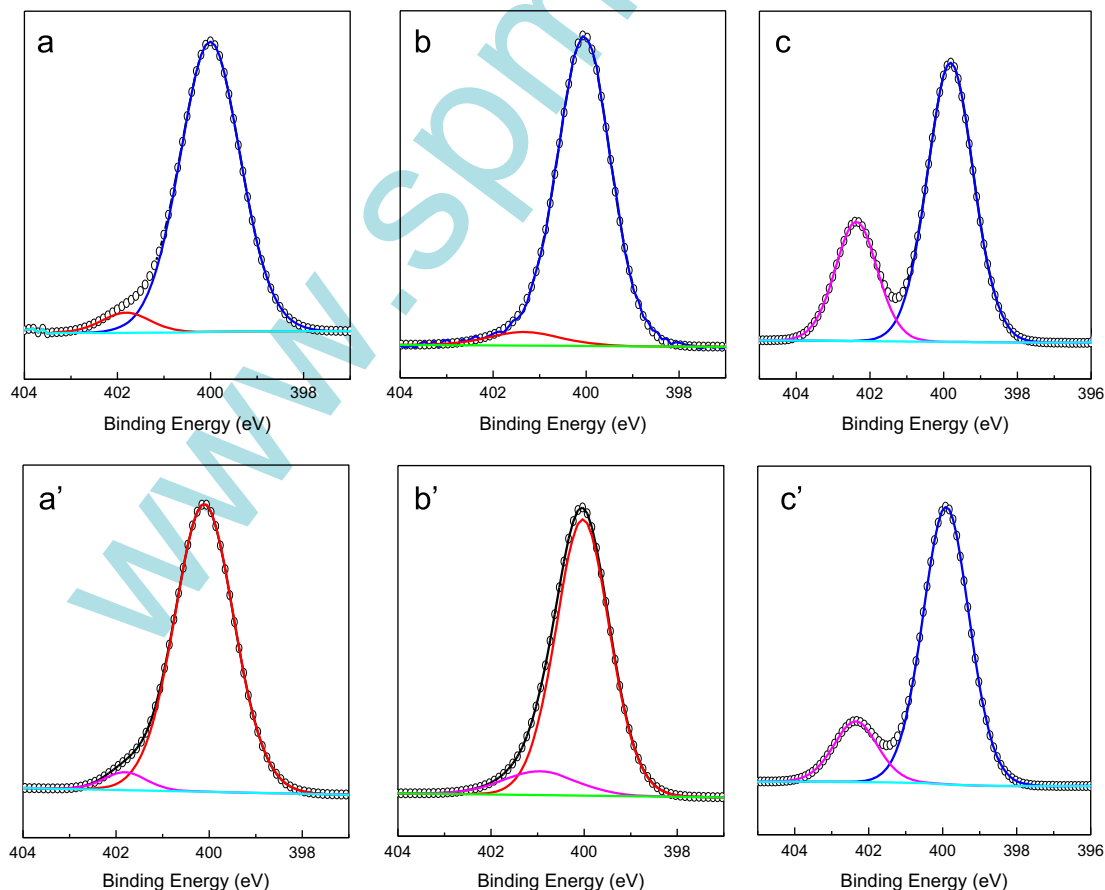 a
b
c
404 402 400 398
404 402 400 398
404 402 400 398 396
Binding Energy (eV)
Binding Energy (eV)
Binding Energy (eV)
a’
b’
c’
404 402 400 398
404 402 400 398
404 402 400 398 396
Binding Energy (eV)
Binding Energy (eV)
Binding Energy (eV)
www.spm